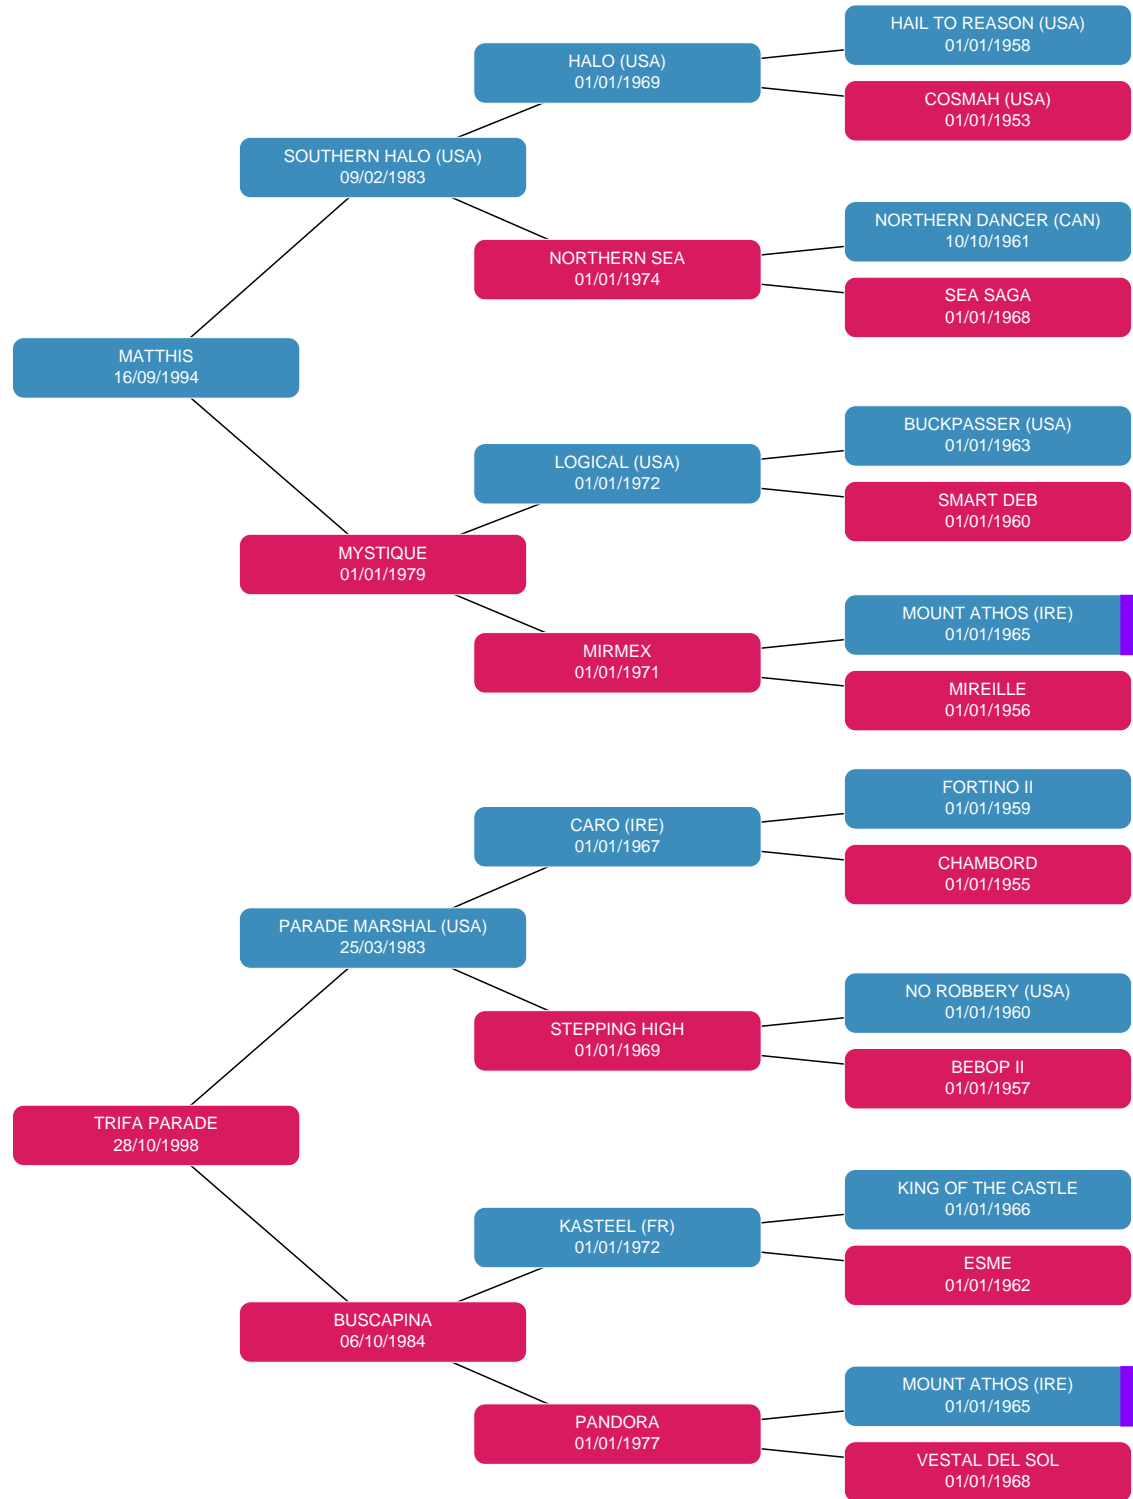 HAIL TO REASON (USA)
01/01/1958
HALO (USA)
01/01/1969
COSMAH (USA)
01/01/1953
SOUTHERN HALO (USA)
09/02/1983
NORTHERN DANCER (CAN)
10/10/1961
NORTHERN SEA
01/01/1974
SEA SAGA
01/01/1968
MATTHIS
16/09/1994
BUCKPASSER (USA)
01/01/1963
LOGICAL (USA)
01/01/1972
SMART DEB
01/01/1960
MYSTIQUE
01/01/1979
MOUNT ATHOS (IRE)
01/01/1965
MIRMEX
01/01/1971
MIREILLE
01/01/1956
FORTINO II
01/01/1959
CARO (IRE)
01/01/1967
CHAMBORD
01/01/1955
PARADE MARSHAL (USA)
25/03/1983
NO ROBBERY (USA)
01/01/1960
STEPPING HIGH
01/01/1969
BEBOP II
01/01/1957
TRIFA PARADE
28/10/1998
KING OF THE CASTLE
01/01/1966
KASTEEL (FR)
01/01/1972
ESME
01/01/1962
BUSCAPINA
06/10/1984
MOUNT ATHOS (IRE)
01/01/1965
PANDORA
01/01/1977
VESTAL DEL SOL
01/01/1968